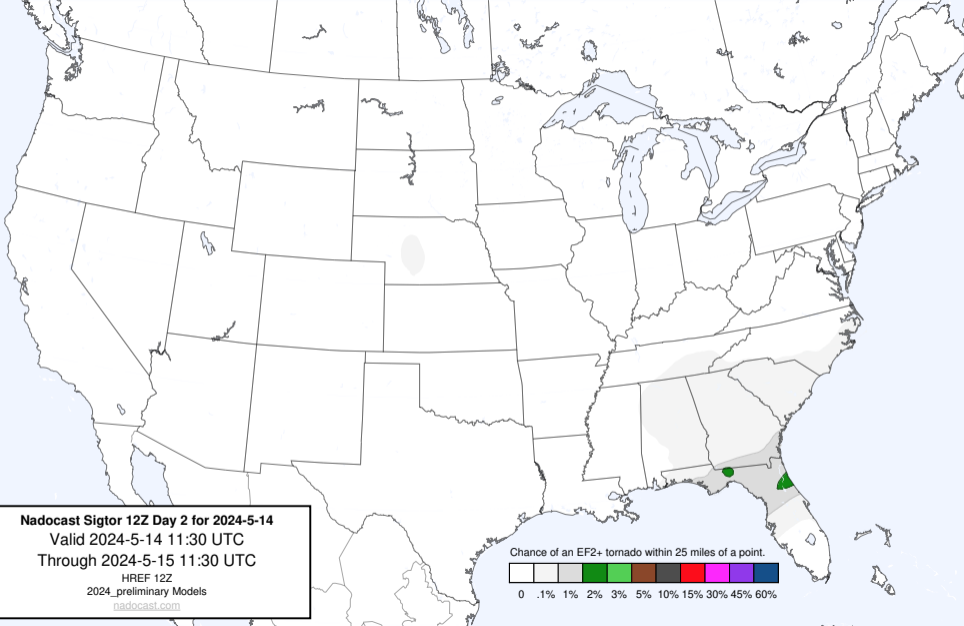 Nadocast Sigtor 12Z Day 2 for 2024-5-14
Valid 2024-5-14 11:30 UTC
Through 2024-5-15 11:30 UTC
HREF 12Z
2024_preliminary Models
nadocast.com
Chance of an EF2+ tornado within 25 miles of a point.
0 .1% 1% 2% 3% 5% 10% 15% 30% 45% 60%